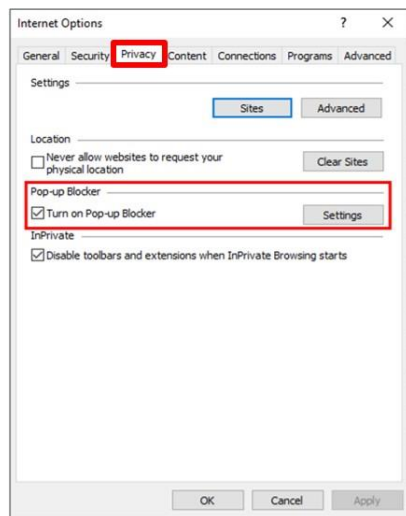 Internet Options ? ×
General Security Privacy Content Connections Programs Advanced
Settings
Sites Advanced
Location
Never allow websites to request your
physical location
Clear Sites
Pop-up Blocker
Turn on Pop-up Blocker Settings
InPrivate
Disable toolbars and extensions when InPrivate Browsing starts
OK Cancel Apply